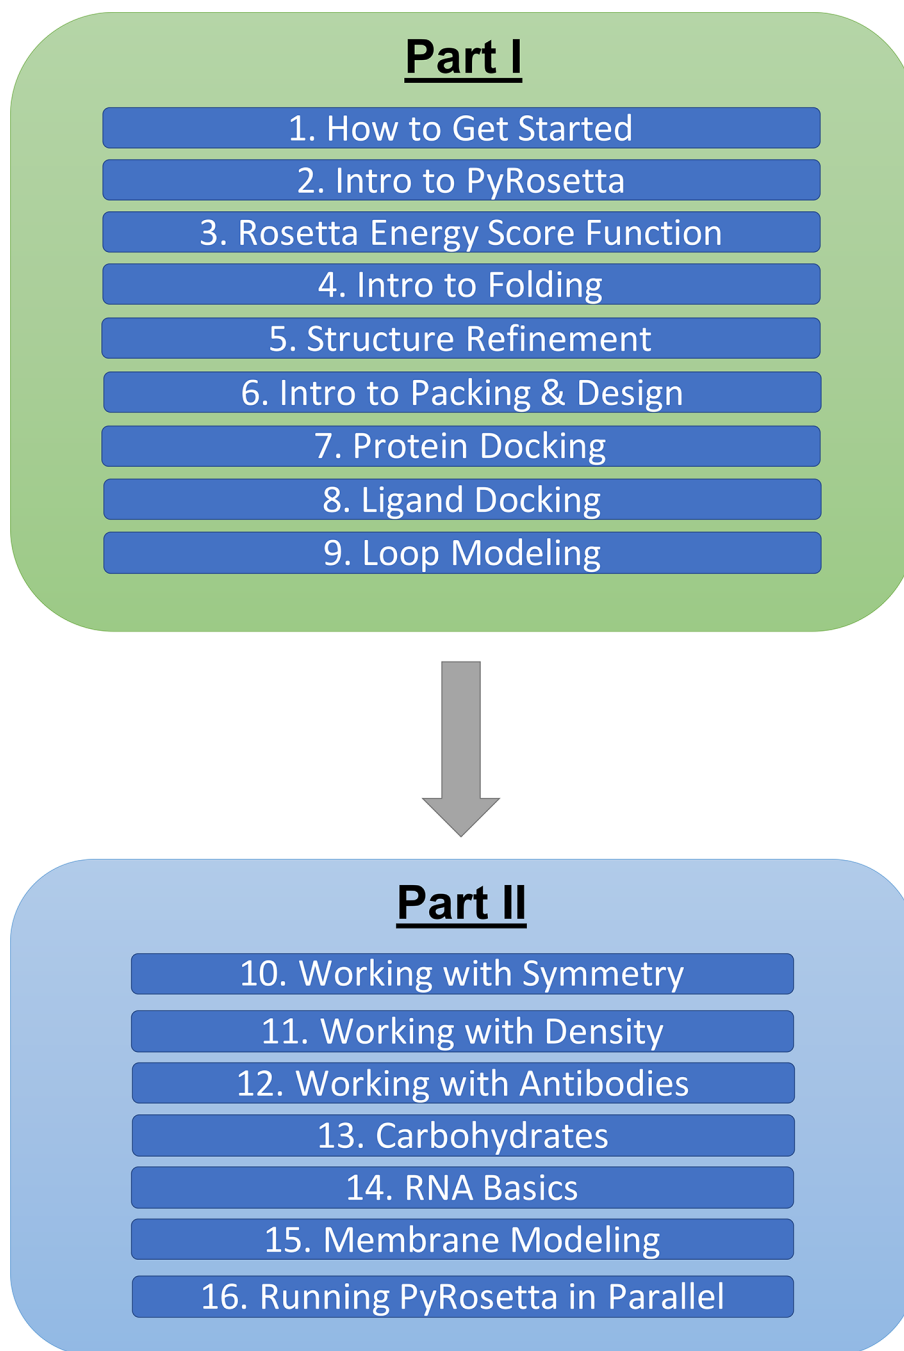 Part I
1. How to Get Started
2. Intro to PyRosetta
3. Rosetta Energy Score Function
4. Intro to Folding
5. Structure Refinement
6. Intro to Packing & Design
7. Protein Docking
8. Ligand Docking
9. Loop Modeling
Part II
10. Working with Symmetry
11. Working with Density
12. Working with Antibodies
13. Carbohydrates
14. RNA Basics
15. Membrane Modeling
16. Running PyRosetta in Parallel